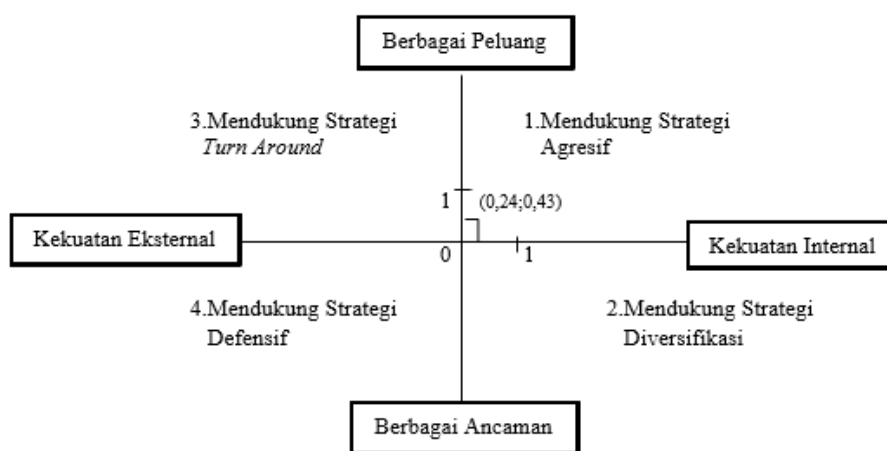 Berbagai Peluang
3.Mendukung Strategi
Turn Around
1.Mendukung Strategi
Agresif
1
(0,24;0,43)
Kekuatan Eksternal
Kekuatan Internal
0
1
4.Mendukung Strategi
Defensif
2.Mendukung Strategi
Diversifikasi
Berbagai Ancaman